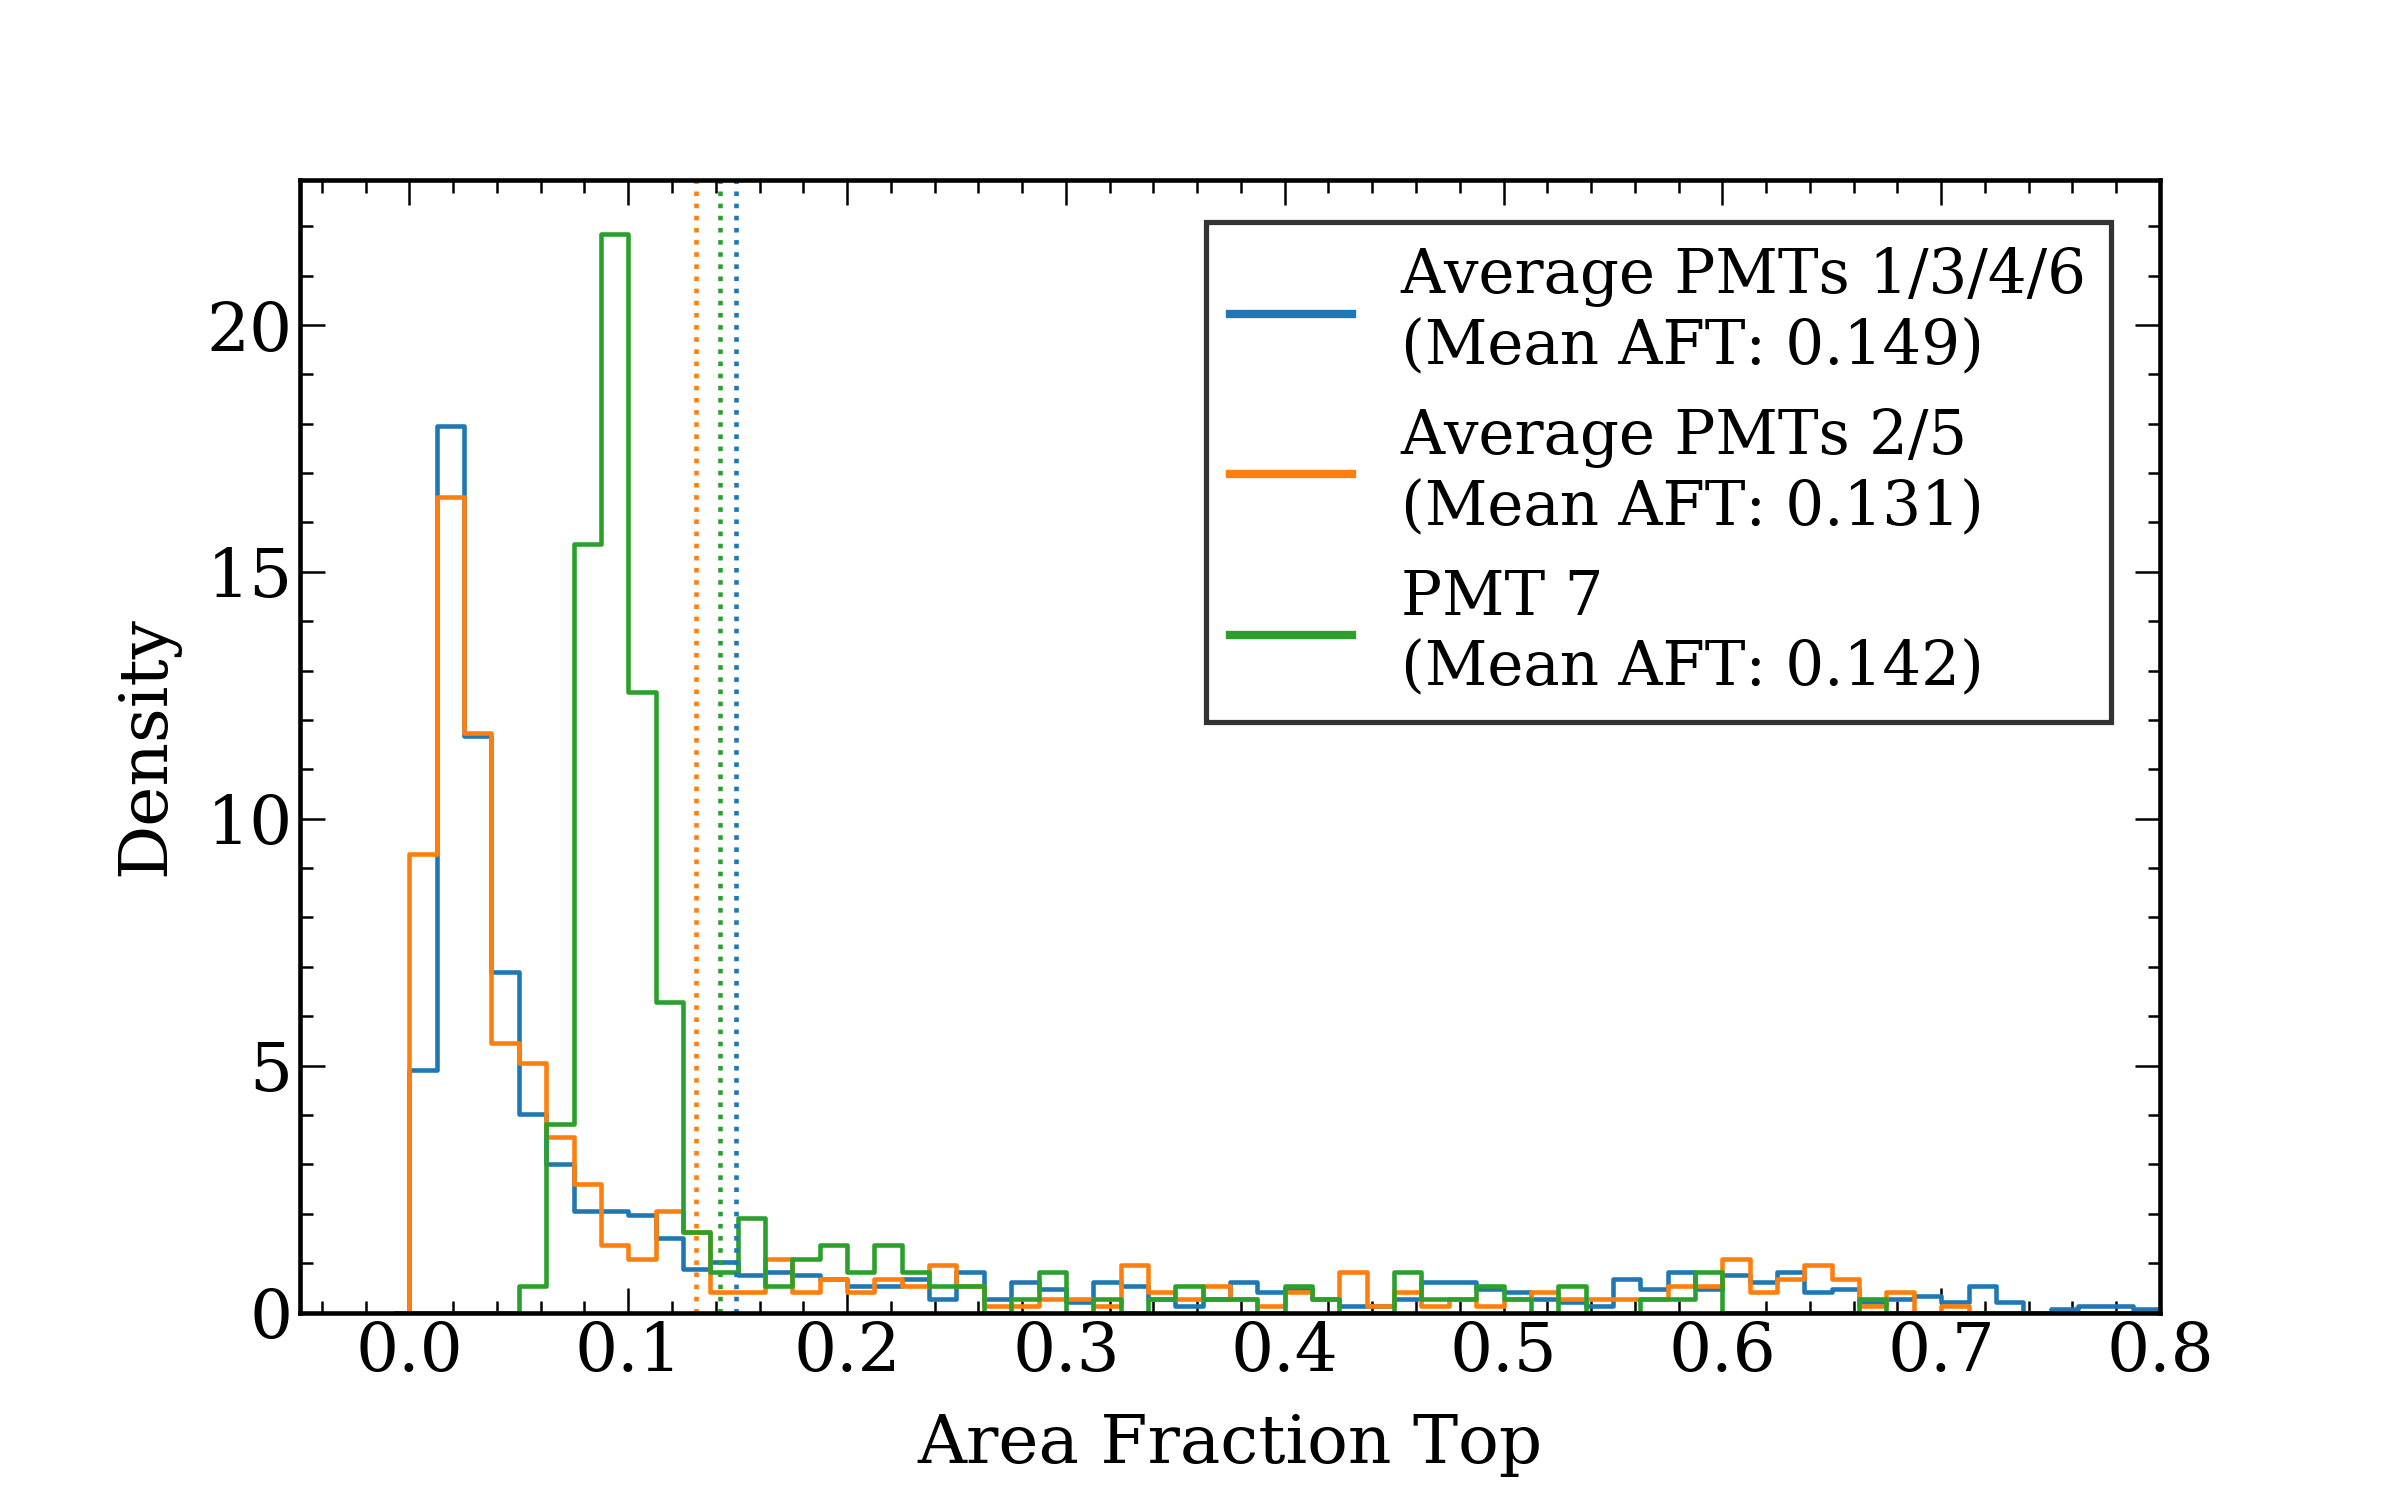 Average PMTs 1/3/4/6
(Mean AFT: 0.149)
Average PMTs 2/5
(Mean AFT: 0.131)
PMT 7
(Mean AFT: 0.142)
Density
20
15
10
5
0
0.0 0.1 0.2 0.3 0.4 0.5 0.6 0.7 0.8
Area Fraction Top